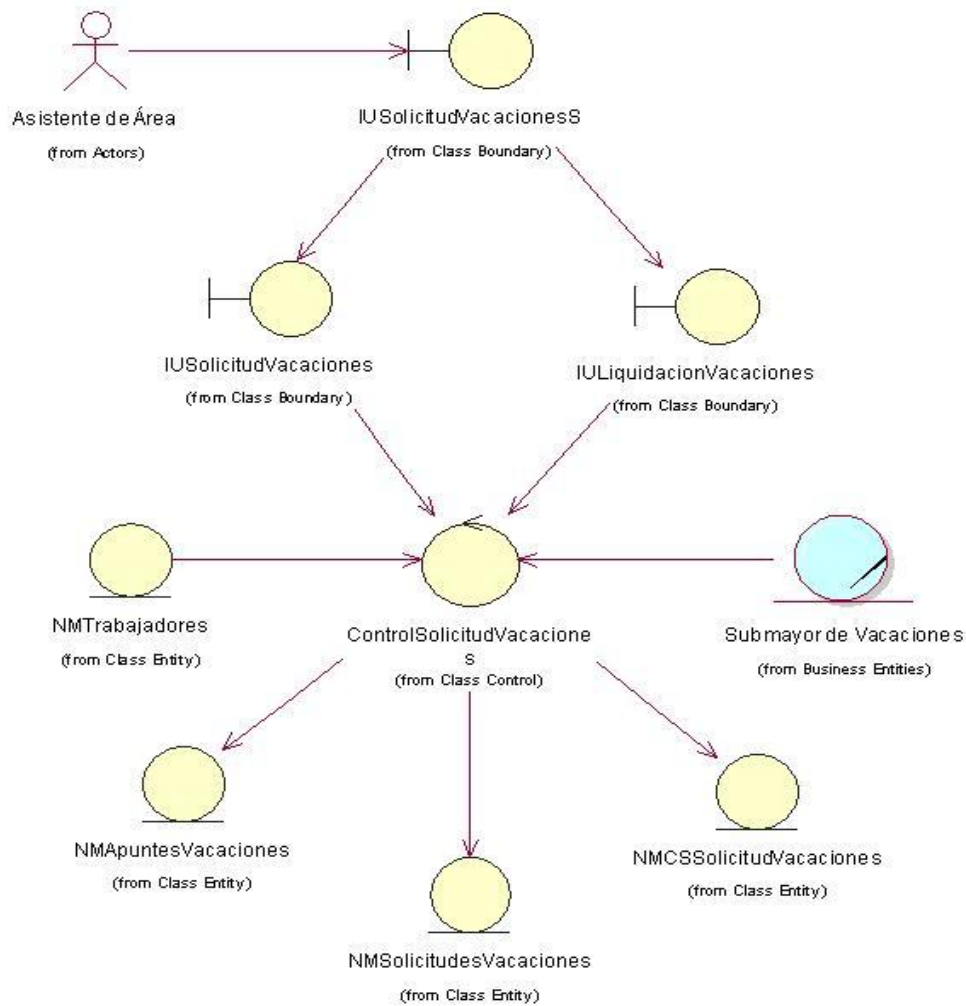 Asistente de Área
(from Actors)
IUSolicitudVacacionesS
(from Class Boundary)
IUSolicitudVacaciones
(from Class Boundary)
IULiquidacionVacaciones
(from Class Boundary)
NMTrabajadores
(from Class Entity)
ControlSolicitudVacacione
s
(from Class Control)
Submayor de Vacaciones
(from Business Entities)
NMApuntesVacaciones
(from Class Entity)
NMSolicitudesVacaciones
(from Class Entity)
NMCSSolicitudVacaciones
(from Class Entity)